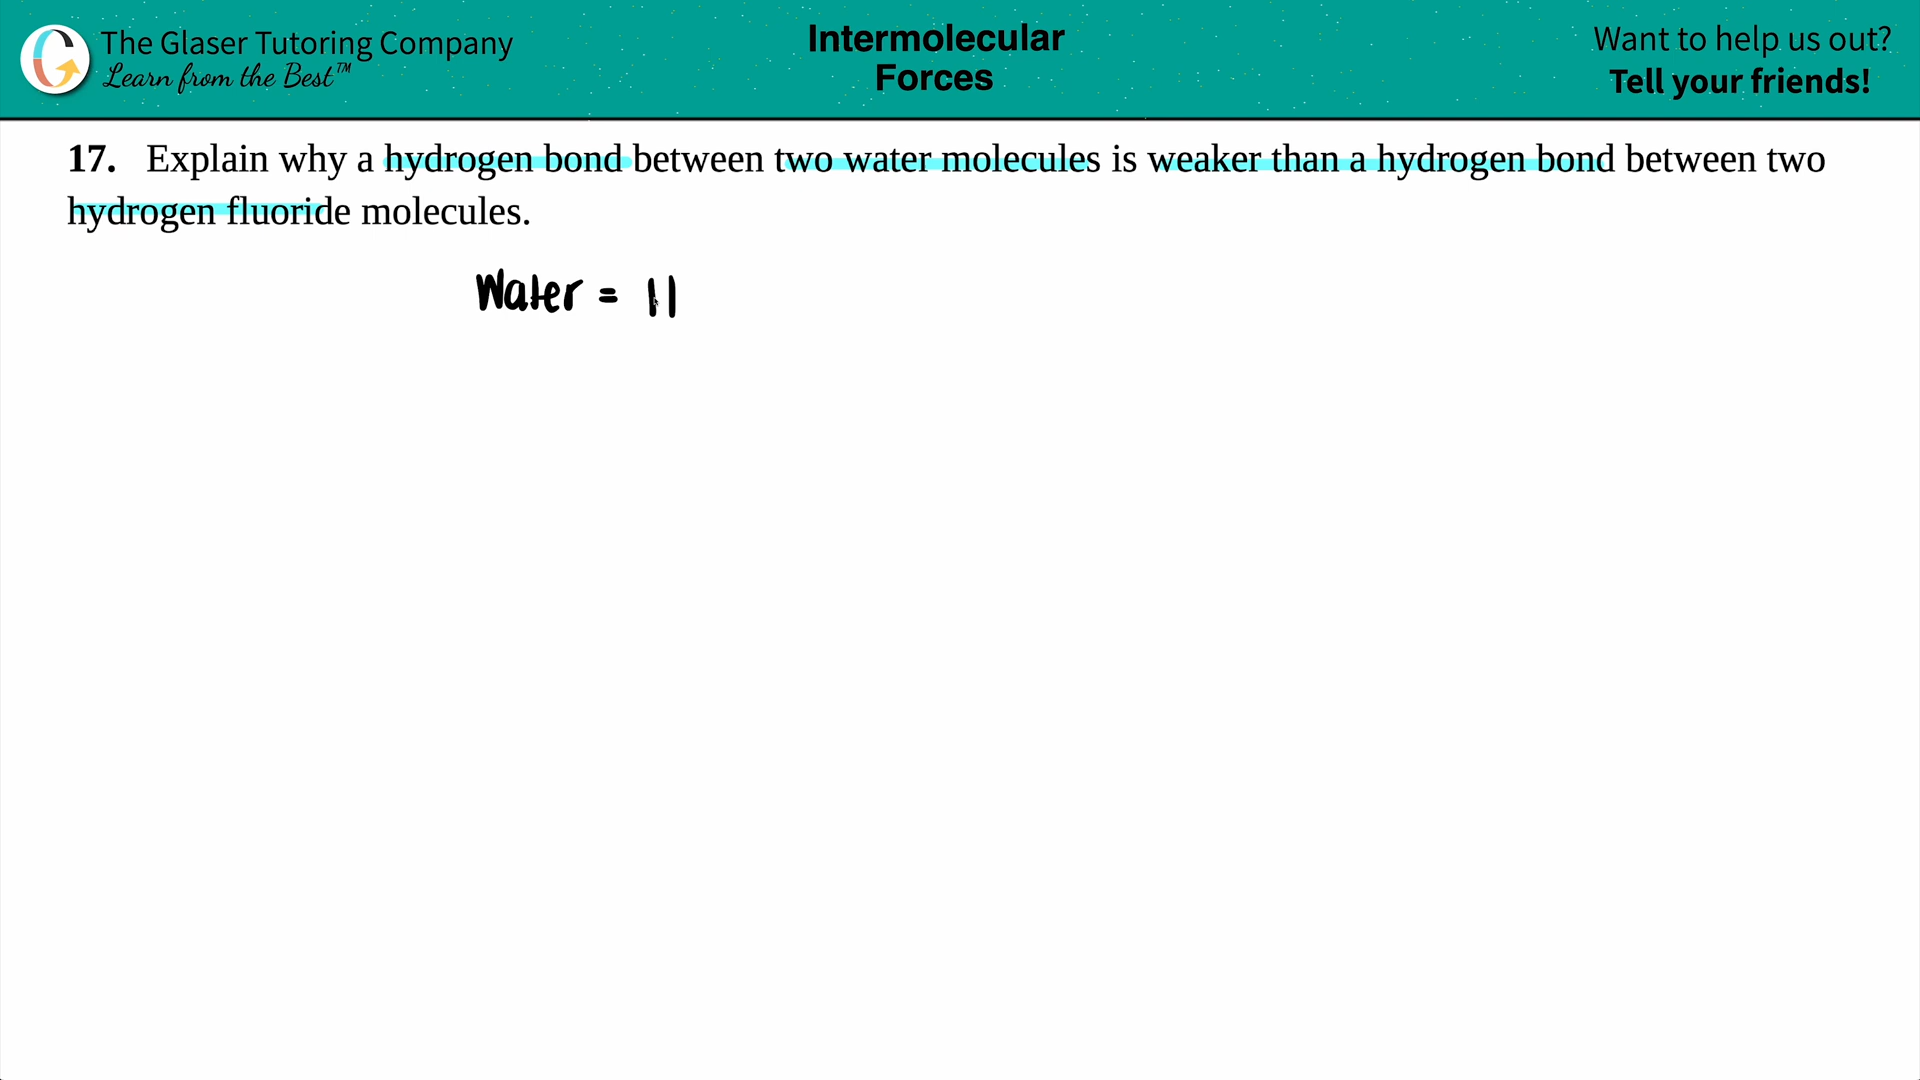 The Glaser Tutoring Company
Learn from the Best™
Intermolecular
Forces
Want to help us out?
Tell your friends!
17. Explain why a hydrogen bond between two water molecules is weaker than a hydrogen bond between two
hydrogen fluoride molecules.
Water = 11